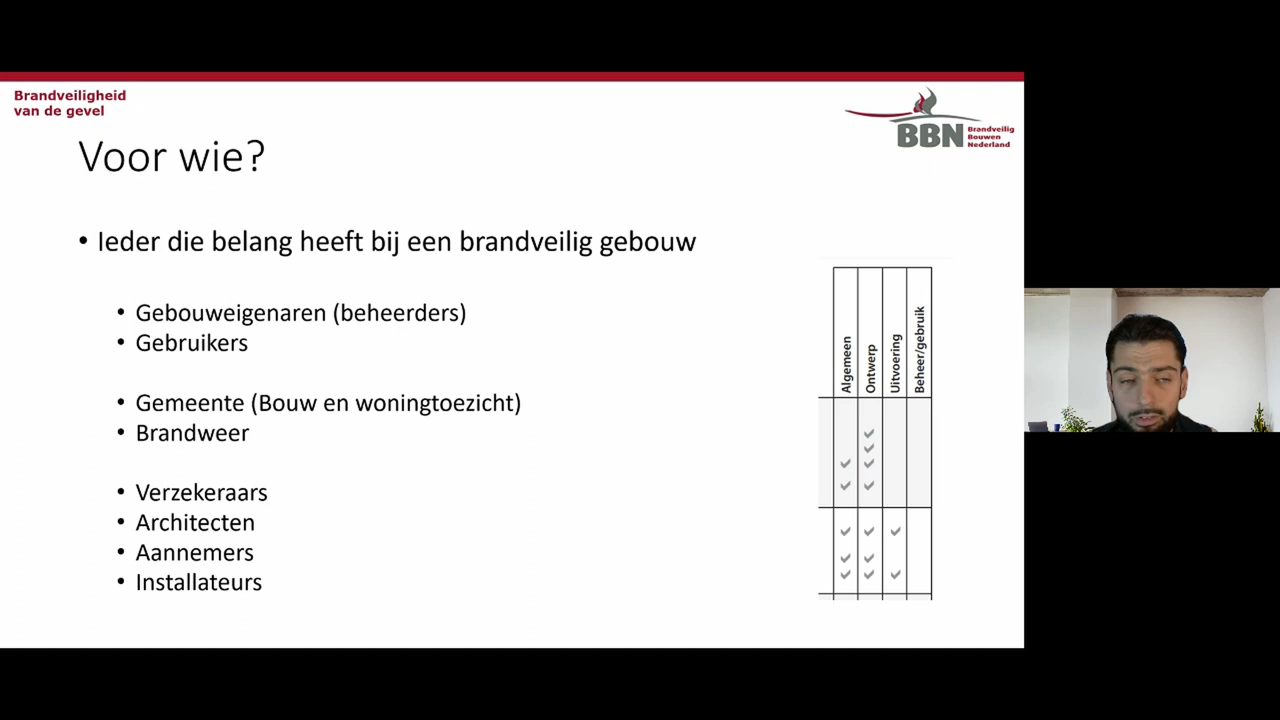 Brandveiligheid
van de gevel
BBN
Brandveilig
Bouwen
Nederland
Voor wie?
• Ieder die belang heeft bij een brandveilig gebouw
• Gebouweigenaren (beheerders)
• Gebruikers
• Gemeente (Bouw en woningtoezicht)
• Brandweer
• Verzekeraars
• Architecten
• Aannemers
• Installateurs
Algemeen
Ontwerp
Uitvoering
Beheer/gebruik